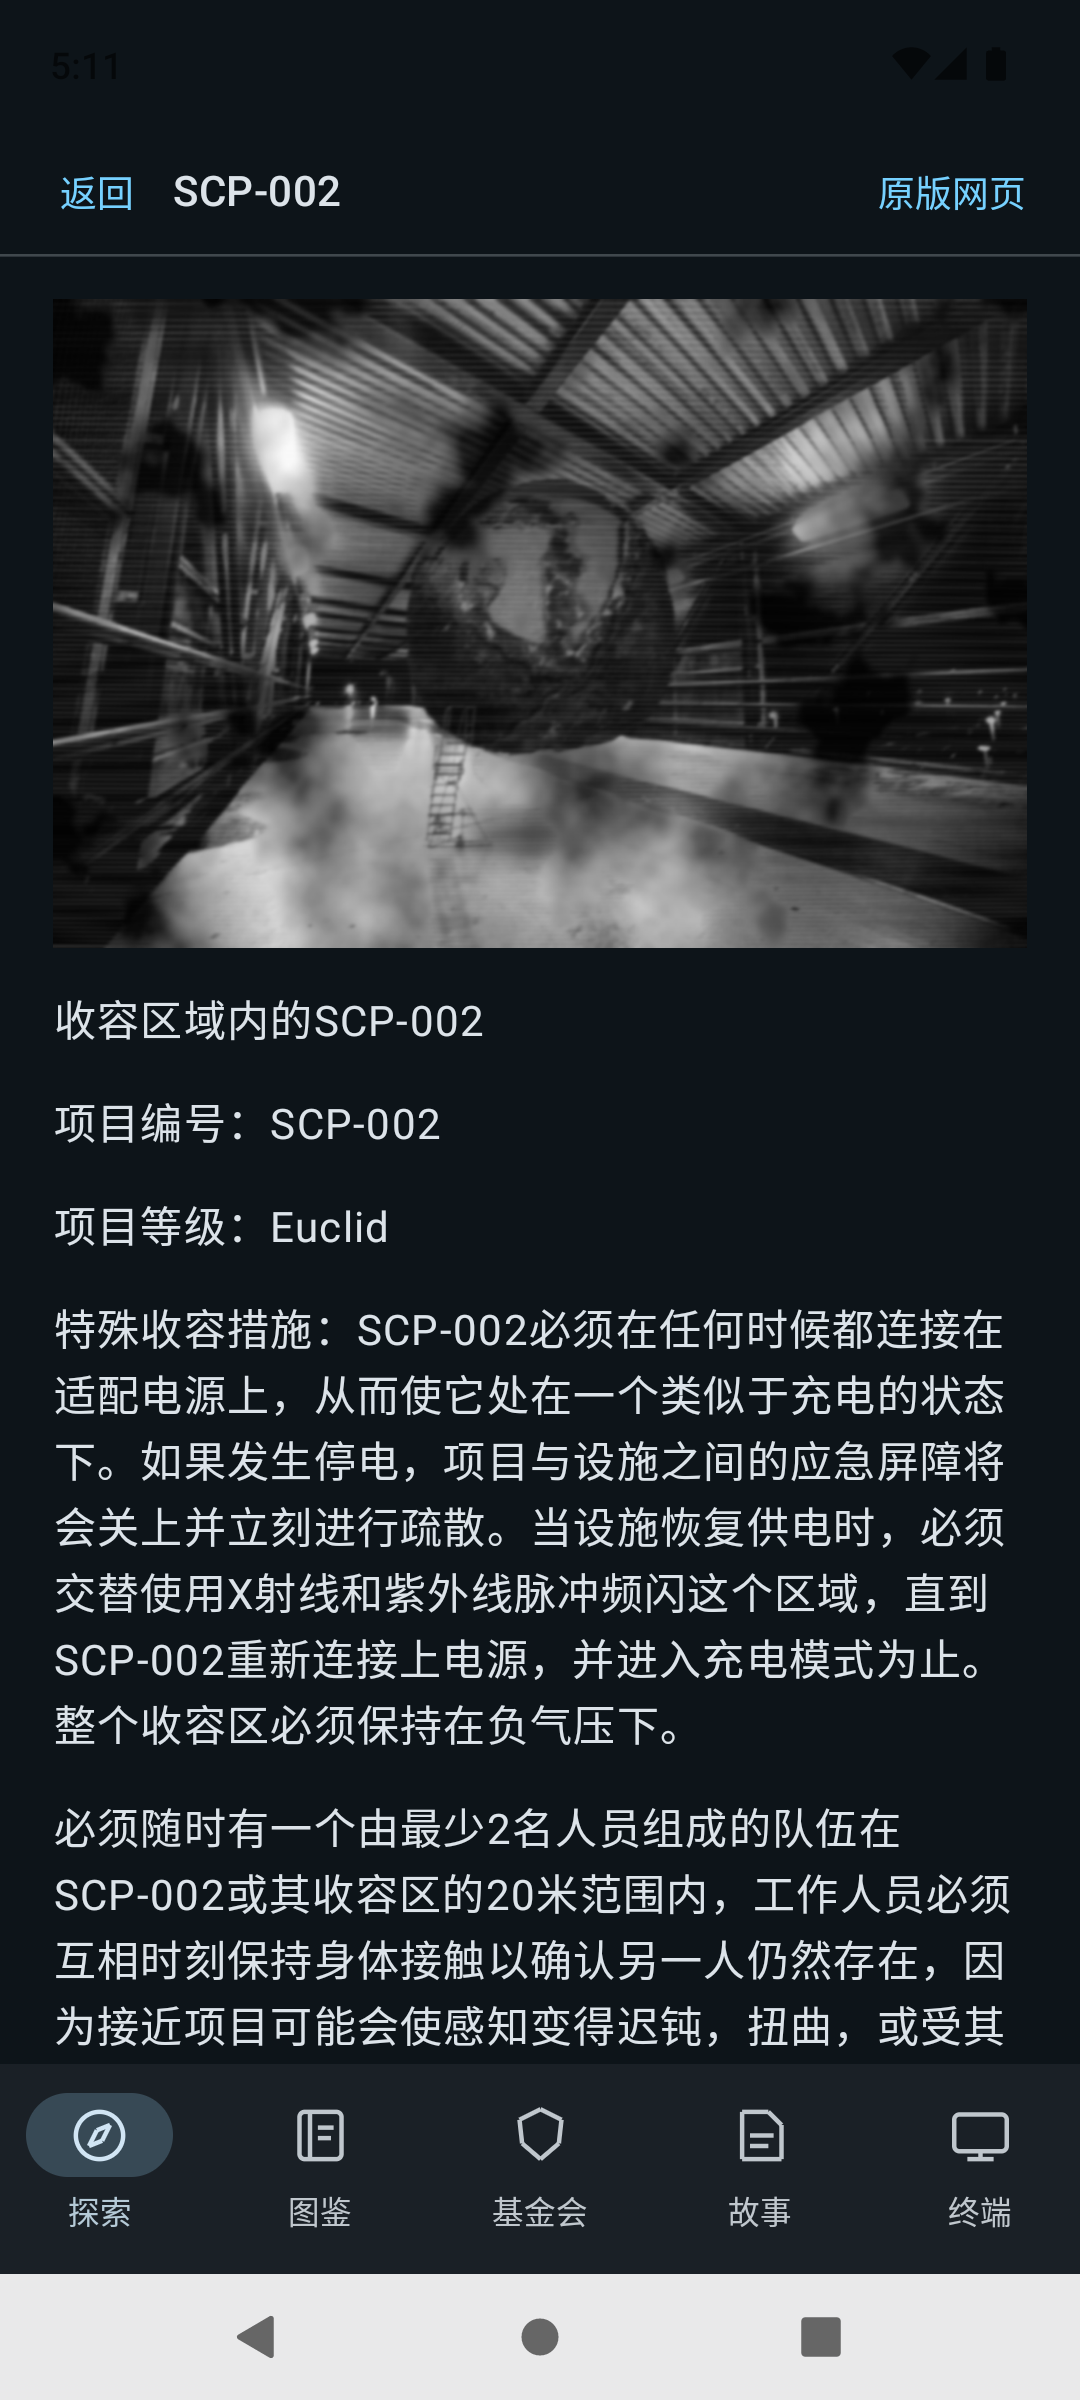 5:11
返回 SCP-002 原版网页
收容区域内的SCP-002
项目编号：SCP-002
项目等级：Euclid
特殊收容措施：SCP-002必须在任何时候都连接在
适配电源上，从而使它处在一个类似于充电的状态
下。如果发生停电，项目与设施之间的应急屏障将
会关上并立刻进行疏散。当设施恢复供电时，必须
交替使用X射线和紫外线脉冲频闪这个区域，直到
SCP-002重新连接上电源，并进入充电模式为止。
整个收容区必须保持在负气压下。
必须随时有一个由最少2名人员组成的队伍在
SCP-002或其收容区的20米范围内，工作人员必须
互相时刻保持身体接触以确认另一人仍然存在，因
为接近项目可能会使感知变得迟钝，扭曲，或受其
探索 图鉴 基金会 故事 终端